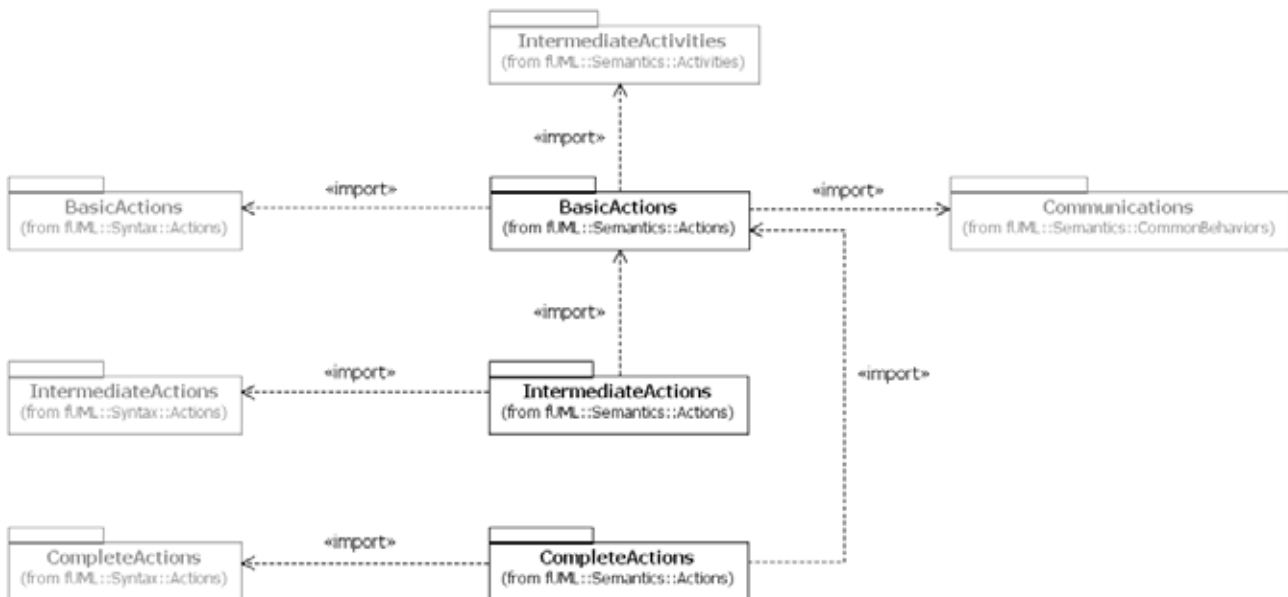 IntermediateActivities
(from fUML::Semantics::Activities)
«import»
«import»
«import»
BasicActions
(from fUML::Syntax::Actions)
BasicActions
(from fUML::Semantics::Actions)
Communications
(from fUML::Semantics::CommonBehaviors)
«import»
«import»
«import»
IntermediateActions
(from fUML::Syntax::Actions)
IntermediateActions
(from fUML::Semantics::Actions)
«import»
CompleteActions
(from fUML::Syntax::Actions)
CompleteActions
(from fUML::Semantics::Actions)